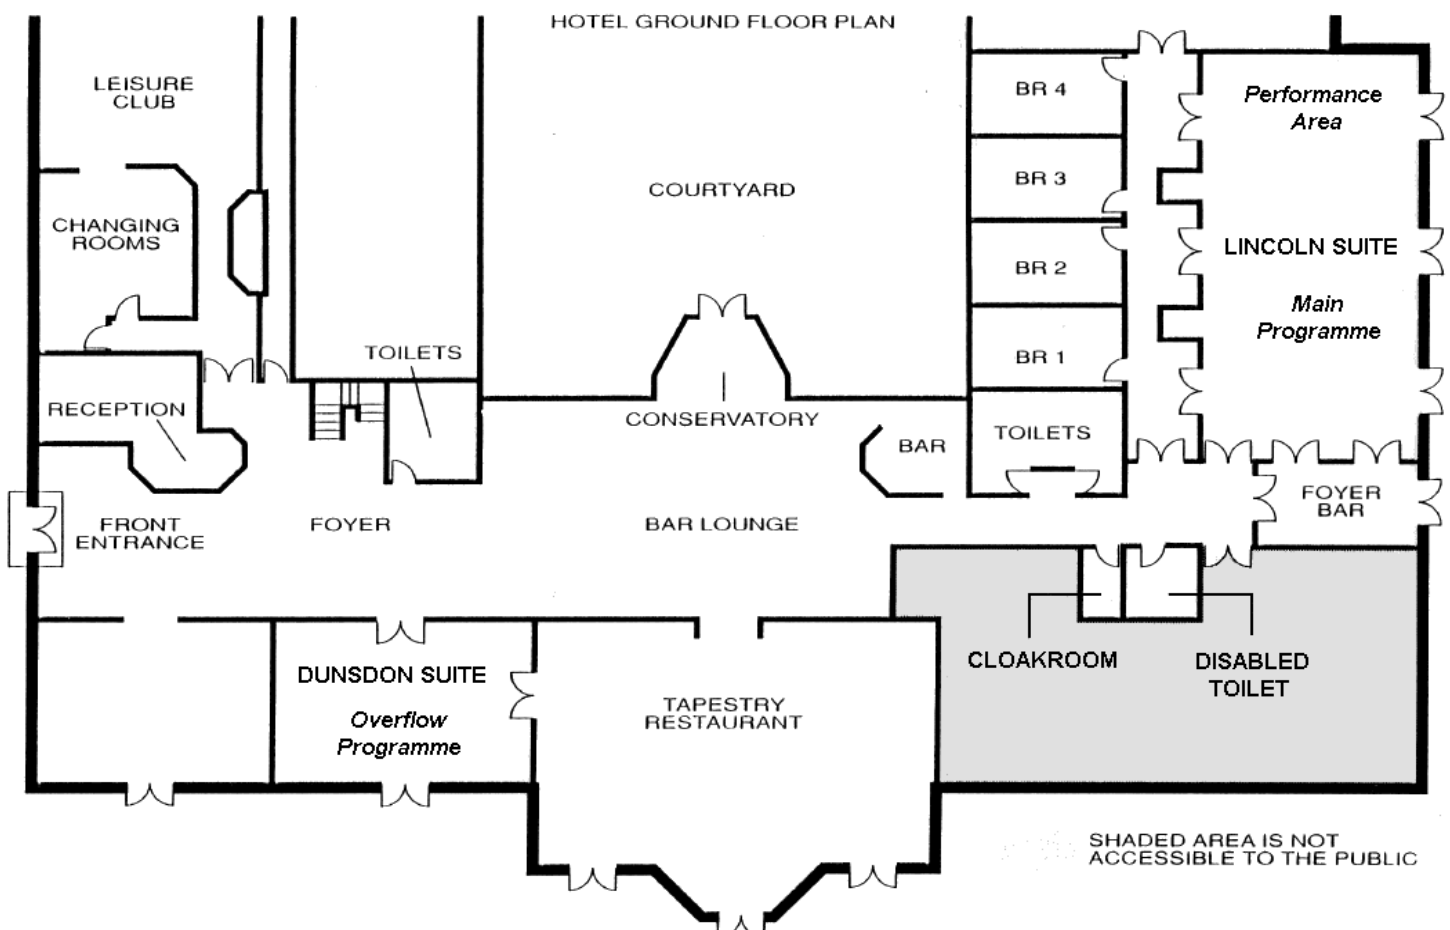 HOTEL GROUND FLOOR PLAN
LEISURE
CLUB
BR 4
Performance
Area
BR 3
COURTYARD
CHANGING
ROOMS
LINCOLN SUITE
BR 2
Main
Programme
TOILETS
BR 1
RECEPTION
CONSERVATORY
BAR
TOILETS
FOYER
BAR
FRONT
ENTRANCE
FOYER
BAR LOUNGE
CLOAKROOM
DISABLED
TOILET
DUNSDON SUITE
Overflow
Programme
TAPESTRY
RESTAURANT
SHADED AREA IS NOT
ACCESSIBLE TO THE PUBLIC